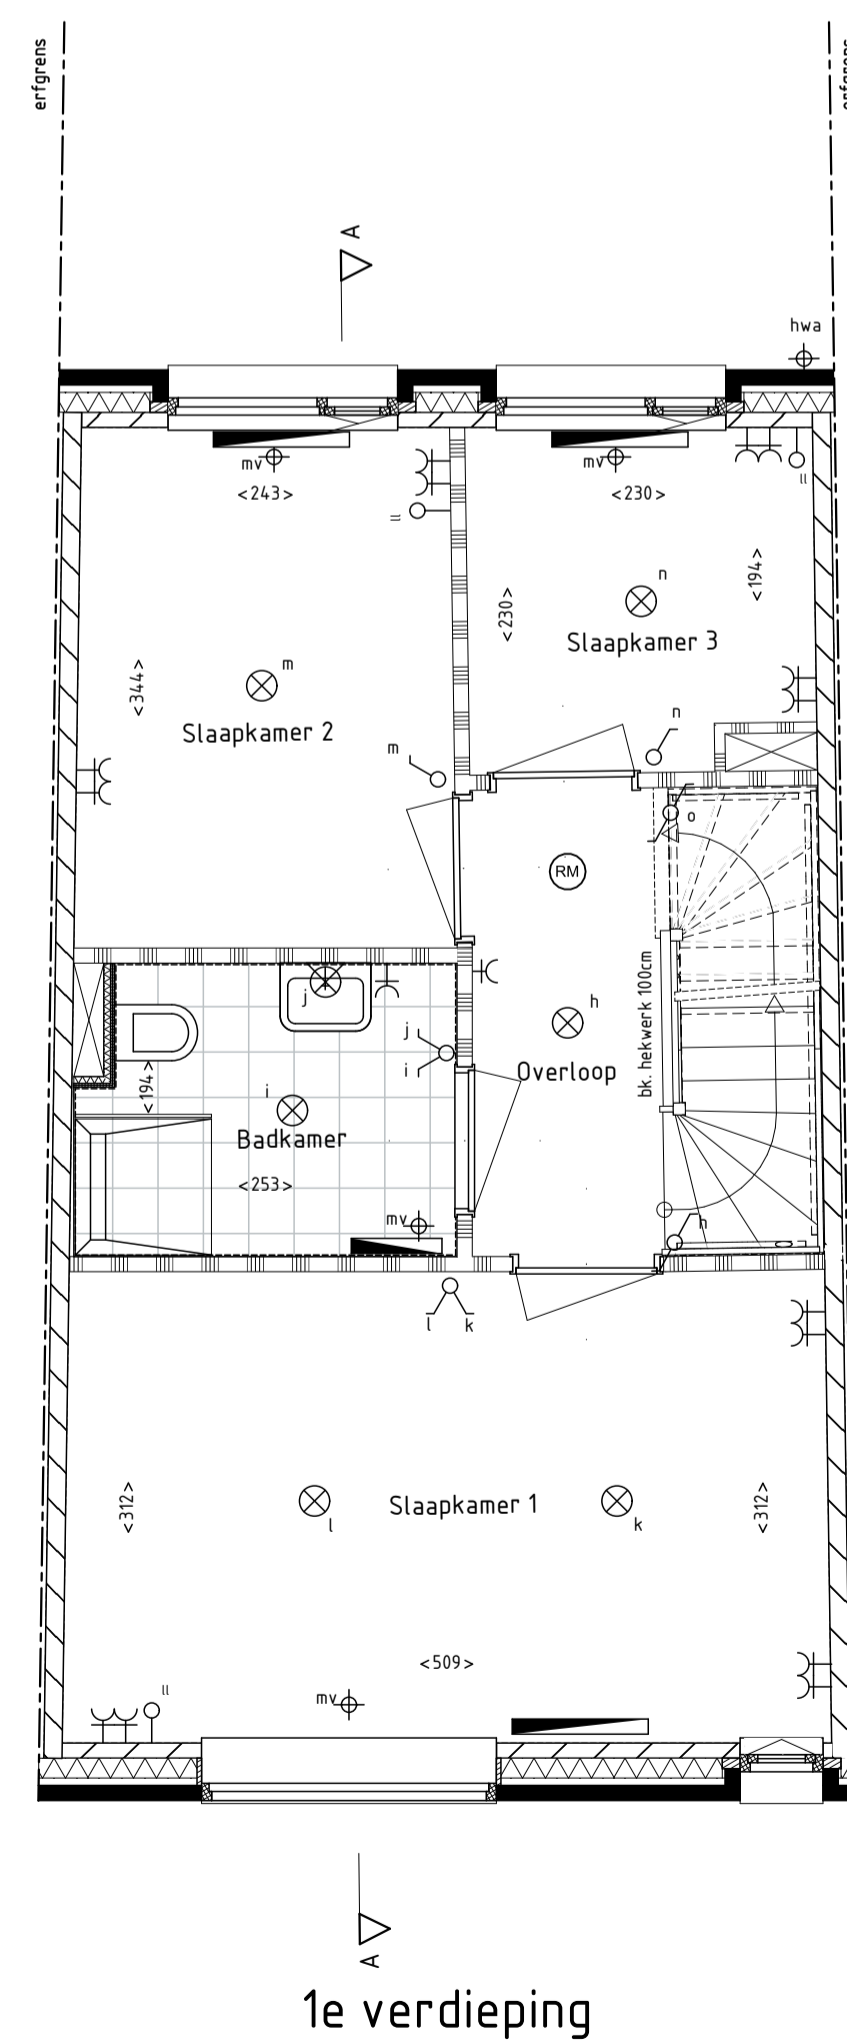 erfgrens
erfgrens
A
hwa
mv
mv
<243>
<230>
ll
ll
<194>
n
<230>
Slaapkamer 3
m
<344>
Slaapkamer 2
n
m
o
RM
bk. hekwerk 100cm
j
h
j
i
Overloop
<194>
i
Badkamer
<253>
mv
h
l k
<312>
Slaapkamer 1
<312>
l
k
<509>
ll
mv
A
1e verdieping